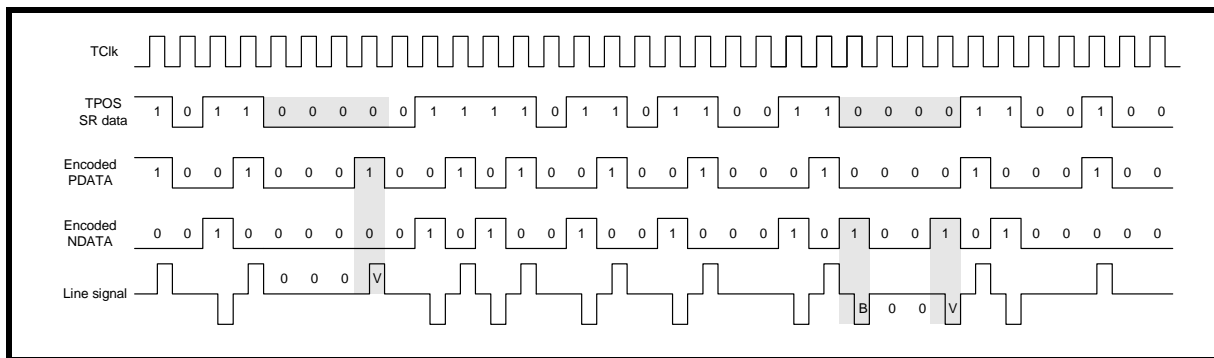 TClk
TPOS
SR data
1 0 1 1 0 0 0 0 0 1 1 1 1 0 1 1 0 1 1 0 0 1 1 0 0 0 0 1 1 0 0 1 0 0
Encoded
PDATA
1 0 0 1 0 0 0 1 0 0 1 0 1 0 0 1 0 0 1 0 0 0 1 0 0 0 0 1 0 0 0 1 0 0
Encoded
NDATA
0 0 1 0 0 0 0 0 0 1 0 1 0 0 1 0 0 1 0 0 0 1 0 1 0 0 1 0 1 0 0 0 0 0
Line signal
0 0 0 V
B 0 0 V